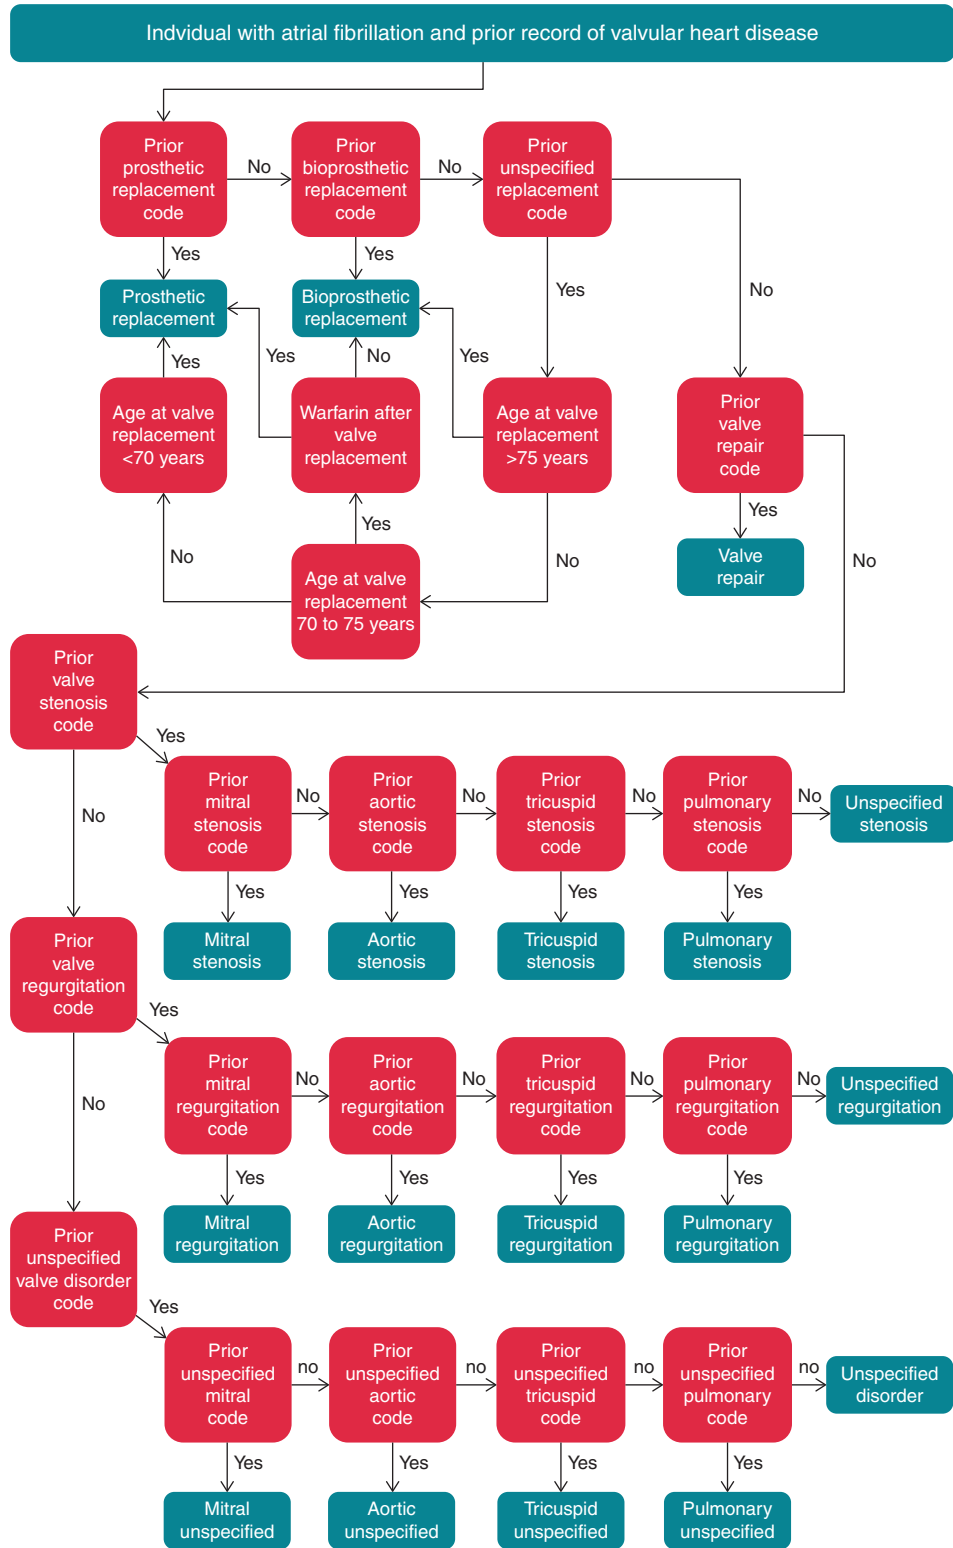 Indvidual with atrial fibrillation and prior record of valvular heart disease
Prior
prosthetic
replacement
code
No
Prior
bioprosthetic
replacement
code
No
Prior
unspecified
replacement
code
Yes
Yes
Yes
No
Prosthetic
replacement
Bioprosthetic
replacement
Yes
Yes
No
Yes
Age at valve
replacement
<70 years
Warfarin after
valve
replacement
Age at valve
replacement
>75 years
Prior
valve
repair
code
No
Yes
No
Yes
No
Age at valve
replacement
70 to 75 years
Valve
repair
Prior
valve
stenosis
code
Yes
No
Prior
mitral
stenosis
code
No
Prior
aortic
stenosis
code
No
Prior
tricuspid
stenosis
code
No
Prior
pulmonary
stenosis
code
No
Unspecified
stenosis
Yes
Yes
Yes
Yes
Mitral
stenosis
Aortic
stenosis
Tricuspid
stenosis
Pulmonary
stenosis
Prior
valve
regurgitation
code
Yes
No
Prior
mitral
regurgitation
code
No
Prior
aortic
regurgitation
code
No
Prior
tricuspid
regurgitation
code
No
Prior
pulmonary
regurgitation
code
No
Unspecified
regurgitation
Yes
Yes
Yes
Yes
Mitral
regurgitation
Aortic
regurgitation
Tricuspid
regurgitation
Pulmonary
regurgitation
Prior
unspecified
valve disorder
code
Yes
Prior
unspecified
mitral
code
no
Prior
unspecified
aortic
code
no
Prior
unspecified
tricuspid
code
no
Prior
unspecified
pulmonary
code
no
Unspecified
disorder
Yes
Yes
Yes
Yes
Mitral
unspecified
Aortic
unspecified
Tricuspid
unspecified
Pulmonary
unspecified